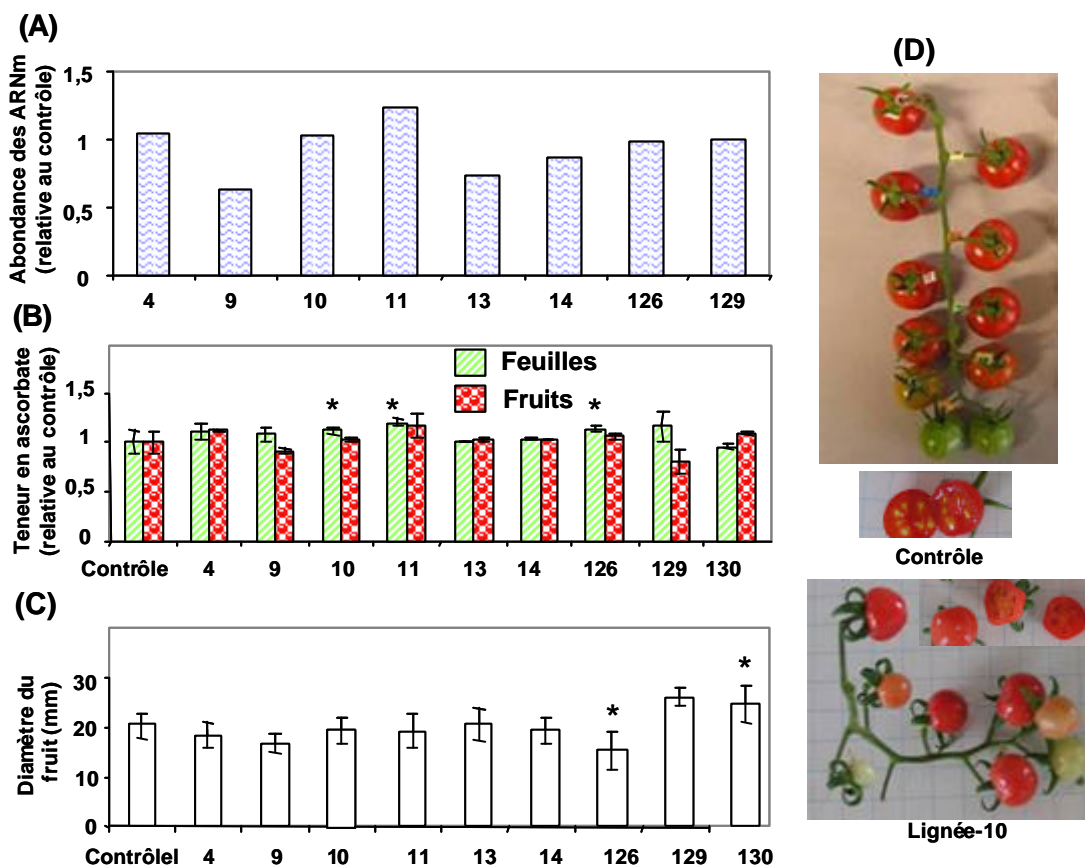 (A)
Abondance des ARNm
(relative au contrôle)
1,5
1
0,5
0
4 9 10 11 13 14 126 129
(B)
Teneur en ascorbate
(relative au contrôle)
1,5
1
0,5
0
Feuilles
Fruits
* * *
Contrôle 4 9 10 11 13 14 126 129 130
(C)
Diamètre du
fruit (mm)
30
20
10
0
* *
Contrôlel 4 9 10 11 13 14 126 129 130
(D)
Contrôle
Lignée-10